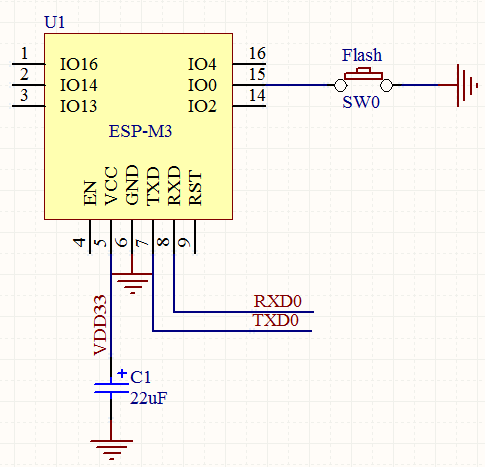 U1
1 IO16 IO4 16
2 IO14 IO0 15
3 IO13 IO2 14
ESP-M3
EN VCC GND TXD RXD RST
4 5 6 7 8 9
Flash
SW0
RXD0
TXD0
VDD33
+ C1
22uF